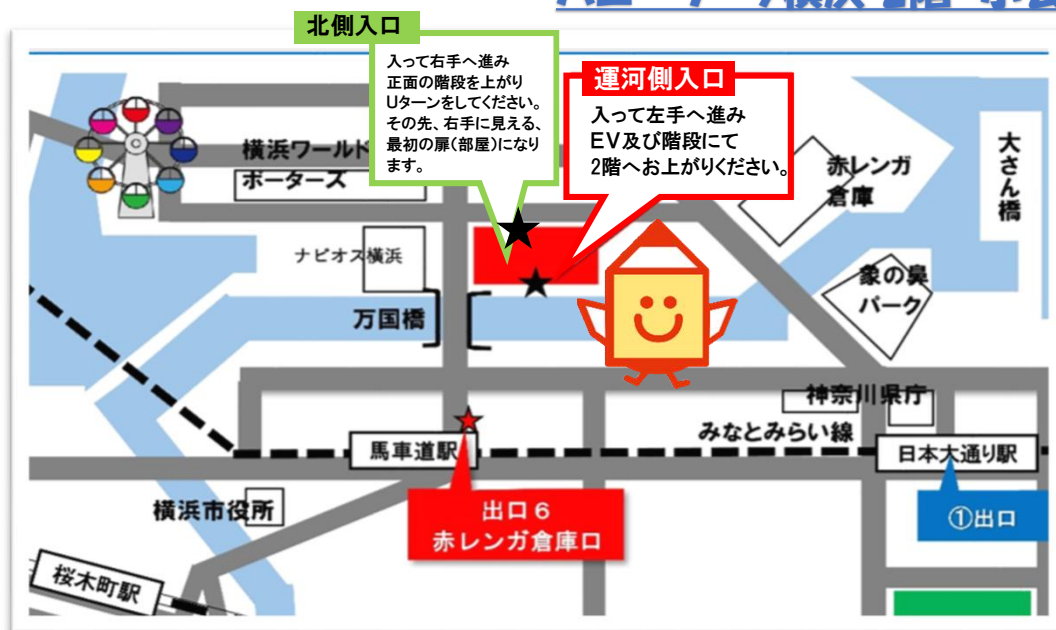 北側入口
入って右手へ進み
正面の階段を上がり
Uターンをしてください。
その先、右手に見える、
最初の扉(部屋)になり
ます。
運河側入口
入って左手へ進み
EV及び階段にて
2階へお上がりください。
横浜ワールド
ポーターズ
赤レンガ
倉庫
大さん橋
ナビオス横浜
象の鼻
パーク
万国橋
神奈川県庁
みなとみらい線
馬車道駅
日本大通り駅
横浜市役所
出口6
赤レンガ倉庫口
①出口
桜木町駅